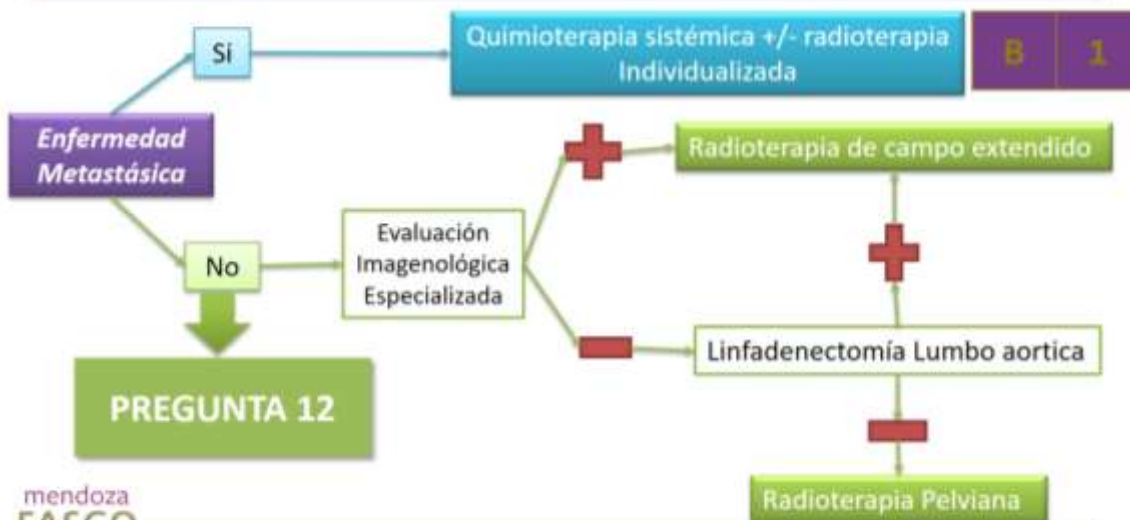 Sí
Quimioterapia sistémica +/- radioterapia
Individualizada
B 1
Enfermedad
Metastásica
Radioterapia de campo extendido
No
Evaluación
Imagenológica
Especializada
Linfadenectomía Lumbo aortica
PREGUNTA 12
Radioterapia Pelviana
mendoza
FASGO